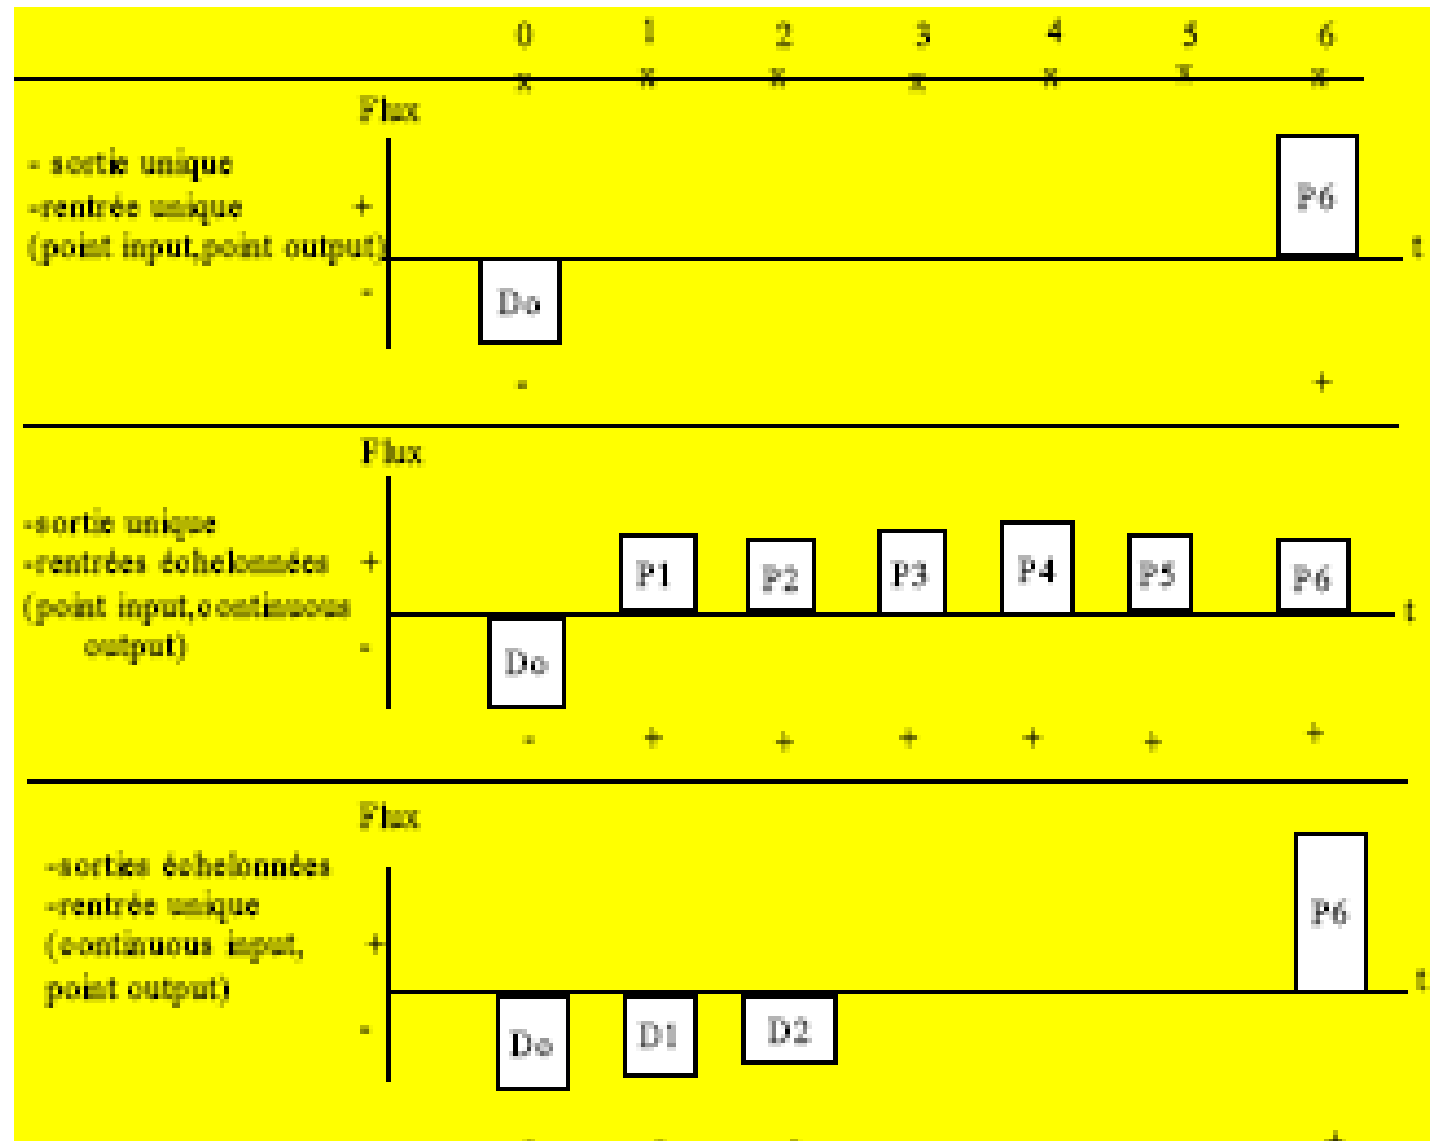 0 1 2 3 4 5 6
x x x x x x x
Flux
- sortie unique
-rentrée unique +
(point input,point output)
-
P6
t
Do
- +
Flux
-sortie unique
-rentrées échelonnées +
(point input,continuous
output) -
P1 P2 P3 P4 P5 P6
t
Do
- + + + + + +
Flux
-sorties échelonnées
-rentrée unique
(continuous input, +
point output)
-
P6
t
Do D1 D2
- - - +